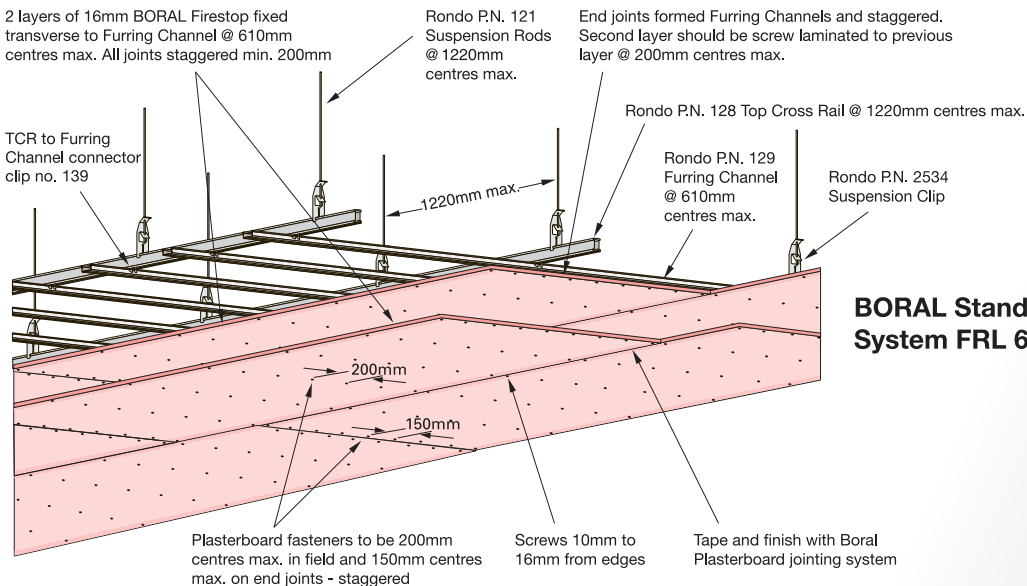 2 layers of 16mm BORAL Firestop fixed
transverse to Furring Channel @ 610mm
centres max. All joints staggered min. 200mm
Rondo P.N. 121
Suspension Rods
@ 1220mm
centres max.
End joints formed Furring Channels and staggered.
Second layer should be screw laminated to previous
layer @ 200mm centres max.
Rondo P.N. 128 Top Cross Rail @ 1220mm centres max.
TCR to Furring
Channel connector
clip no. 139
1220mm max.
Rondo P.N. 129
Furring Channel
@ 610mm
centres max.
Rondo P.N. 2534
Suspension Clip
BORAL Stand
System FRL 6
200mm
150mm
Plasterboard fasteners to be 200mm
centres max. in field and 150mm centres
max. on end joints - staggered
Screws 10mm to
16mm from edges
Tape and finish with Boral
Plasterboard jointing system